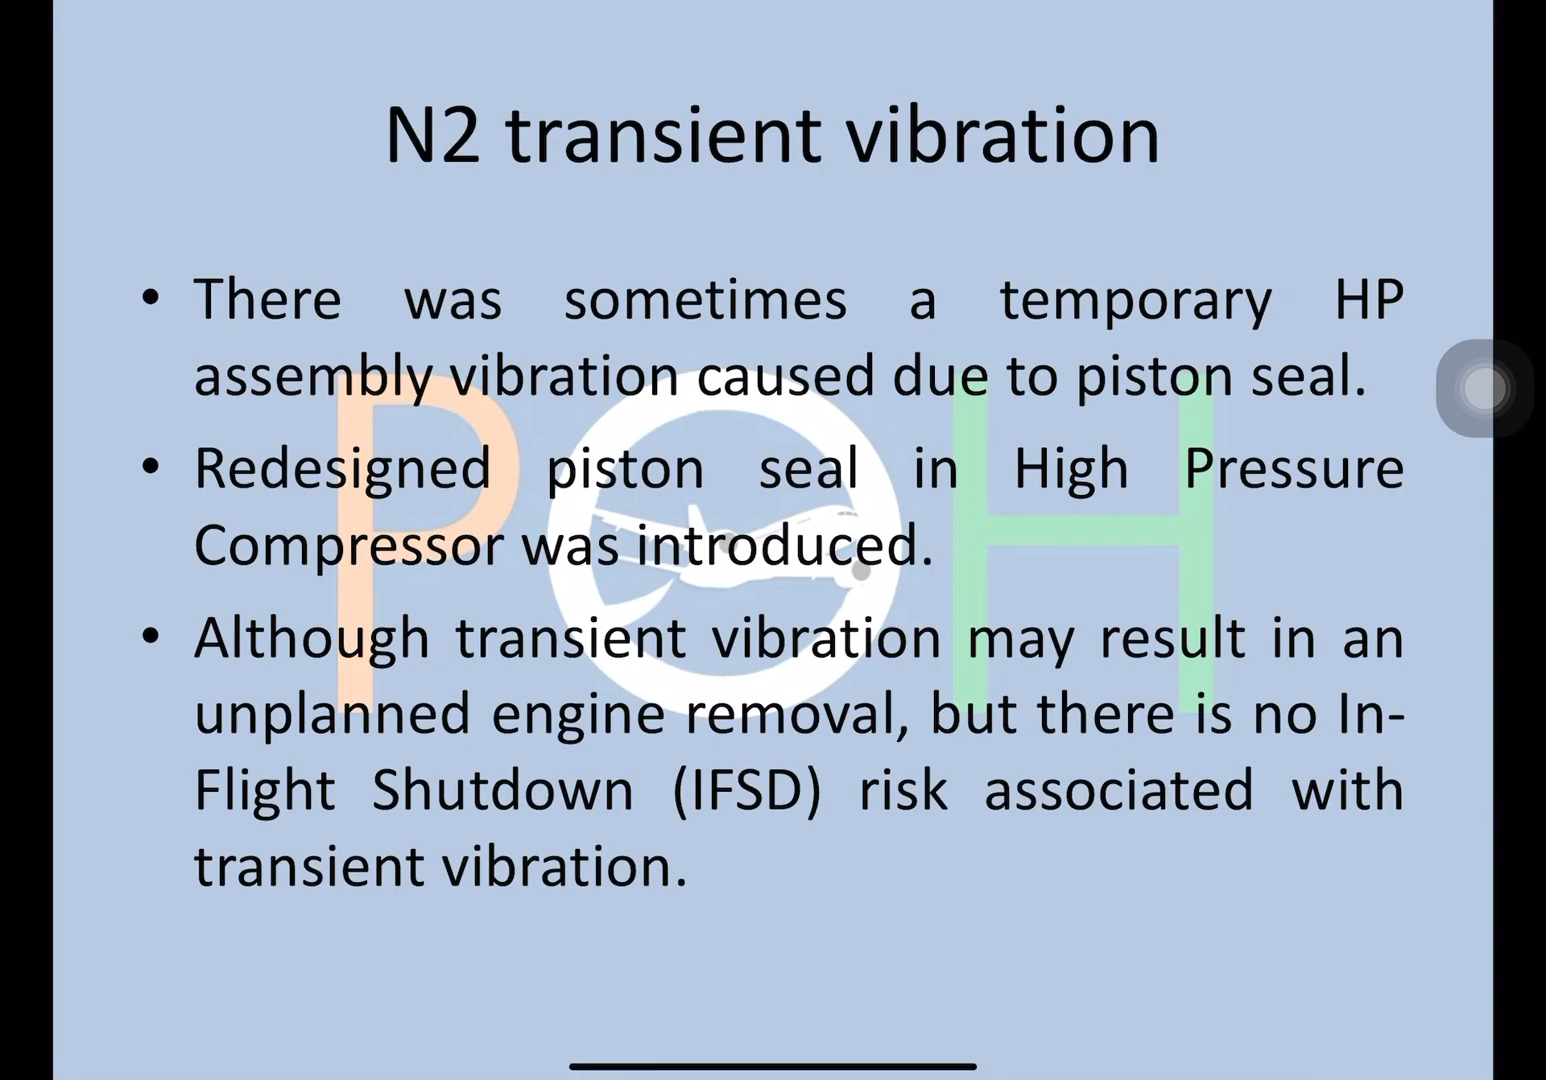 N2 transient vibration
• There was sometimes a temporary HP
assembly vibration caused due to piston seal.
• Redesigned piston seal in High Pressure
Compressor was introduced.
• Although transient vibration may result in an
unplanned engine removal, but there is no In-
Flight Shutdown (IFSD) risk associated with
transient vibration.
POH